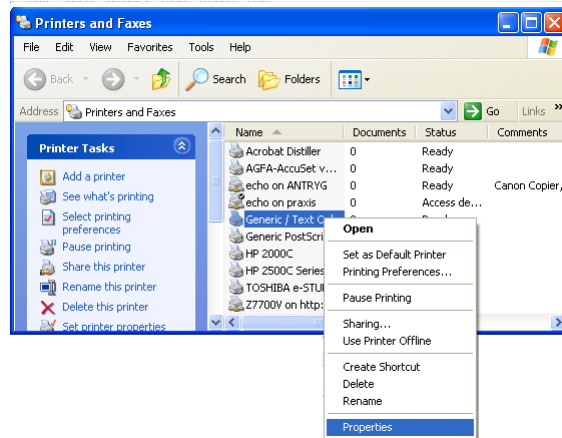 Printers and Faxes
File Edit View Favorites Tools Help
Back Search Folders
Address Printers and Faxes Go Links »
Printer Tasks
Add a printer
See what's printing
Select printing
preferences
Pause printing
Share this printer
Rename this printer
Delete this printer
Set printer properties
Name Documents Status Comments
Acrobat Distiller 0 Ready
AGFA-AccuSet v... 0 Ready
echo on ANTRYG 0 Ready Canon Copier,
echo on praxis 0 Access de...
Generic / Text
Generic PostScri
HP 2000C
HP 2500C Series
TOSHIBA e-STU
Z7700V on http:
Open
Set as Default Printer
Printing Preferences...
Pause Printing
Sharing...
Use Printer Offline
Create Shortcut
Delete
Rename
Properties